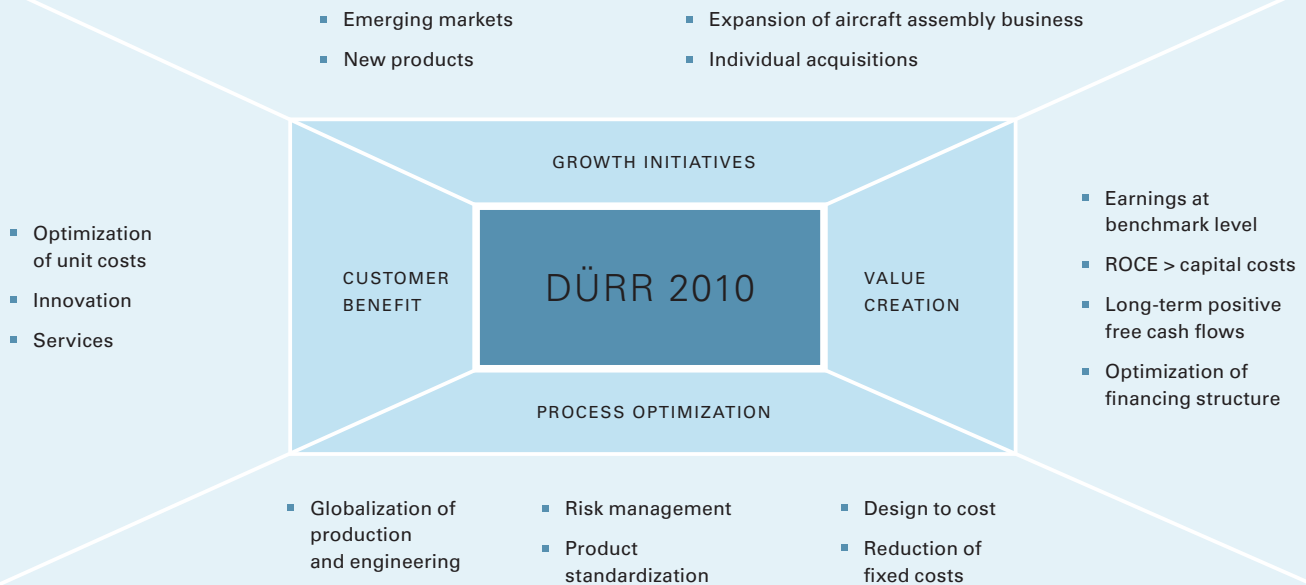 Emerging markets
New products
Expansion of aircraft assembly business
Individual acquisitions
GROWTH INITIATIVES
Optimization
of unit costs
Innovation
Services
CUSTOMER
BENEFIT
DÜRR 2010
VALUE
CREATION
Earnings at
benchmark level
ROCE > capital costs
Long-term positive
free cash flows
Optimization of
financing structure
PROCESS OPTIMIZATION
Globalization of
production
and engineering
Risk management
Product
standardization
Design to cost
Reduction of
fixed costs